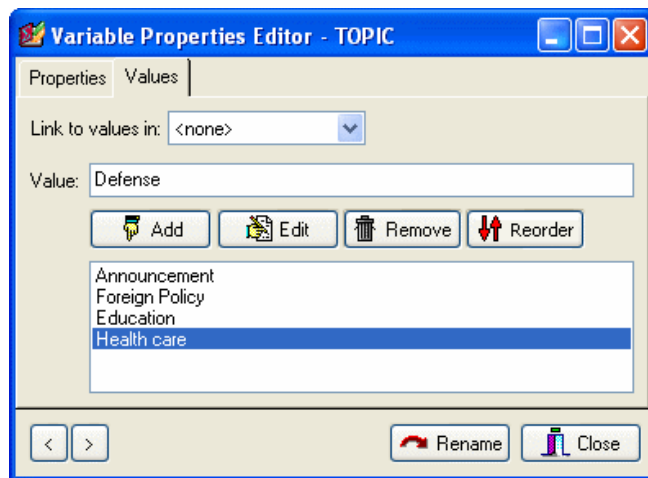 Variable Properties Editor - TOPIC
Properties Values
Link to values in: <none>
Value: Defense
Add Edit Remove Reorder
Announcement
Foreign Policy
Education
Health care
< > Rename Close